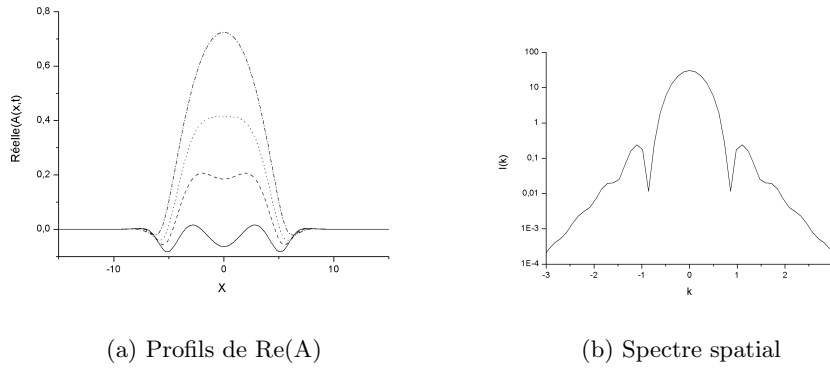 0,8
0,6
0,4
0,2
0,0
Réelle(A(x,t)
-10
0
10
X
(a) Profils de Re(A)
100
10
1
0,1
0,01
1E-3
1E-4
I(k)
-3
-2
-1
0
1
2
3
k
(b) Spectre spatial